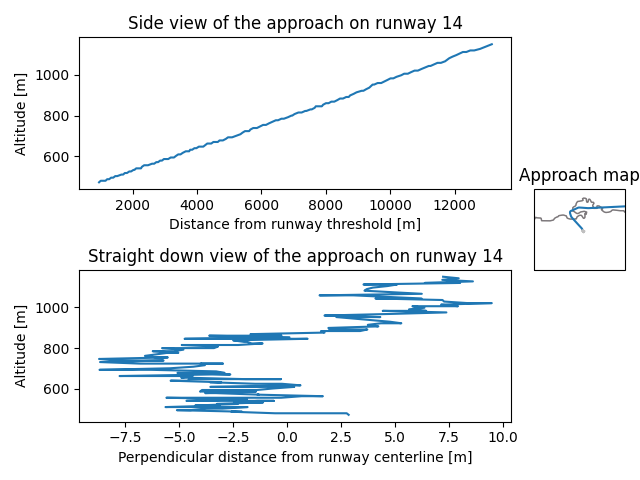 Side view of the approach on runway 14
Altitude [m]
1000
800
600
2000 4000 6000 8000 10000 12000
Distance from runway threshold [m]
Approach map
Straight down view of the approach on runway 14
Altitude [m]
1000
800
600
−7.5 −5.0 −2.5 0.0 2.5 5.0 7.5 10.0
Perpendicular distance from runway centerline [m]